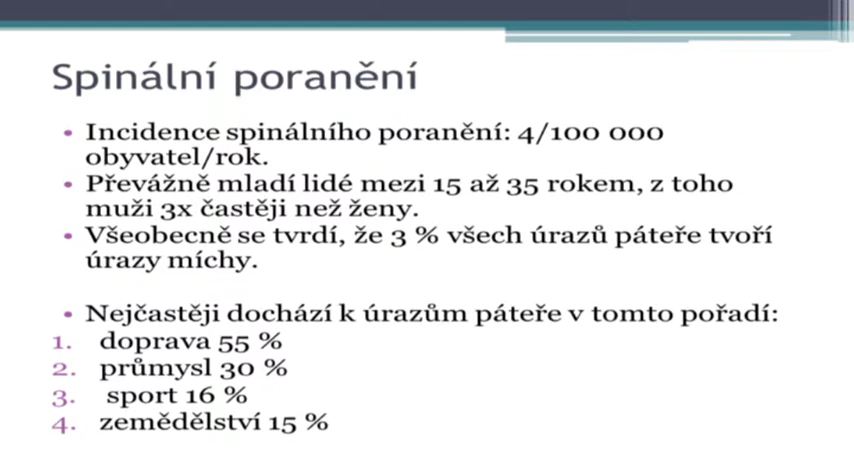 Spinální poranění
• Incidence spinálního poranění: 4/100 000
obyvatel/rok.
• Převážně mladí lidé mezi 15 až 35 rokem, z toho
muži 3x častěji než ženy.
• Všeobecně se tvrdí, že 3 % všech úrazů páteře tvoří
úrazy míchy.
• Nejčastěji dochází k úrazům páteře v tomto pořadí:
1. doprava 55 %
2. průmysl 30 %
3. sport 16 %
4. zemědělství 15 %